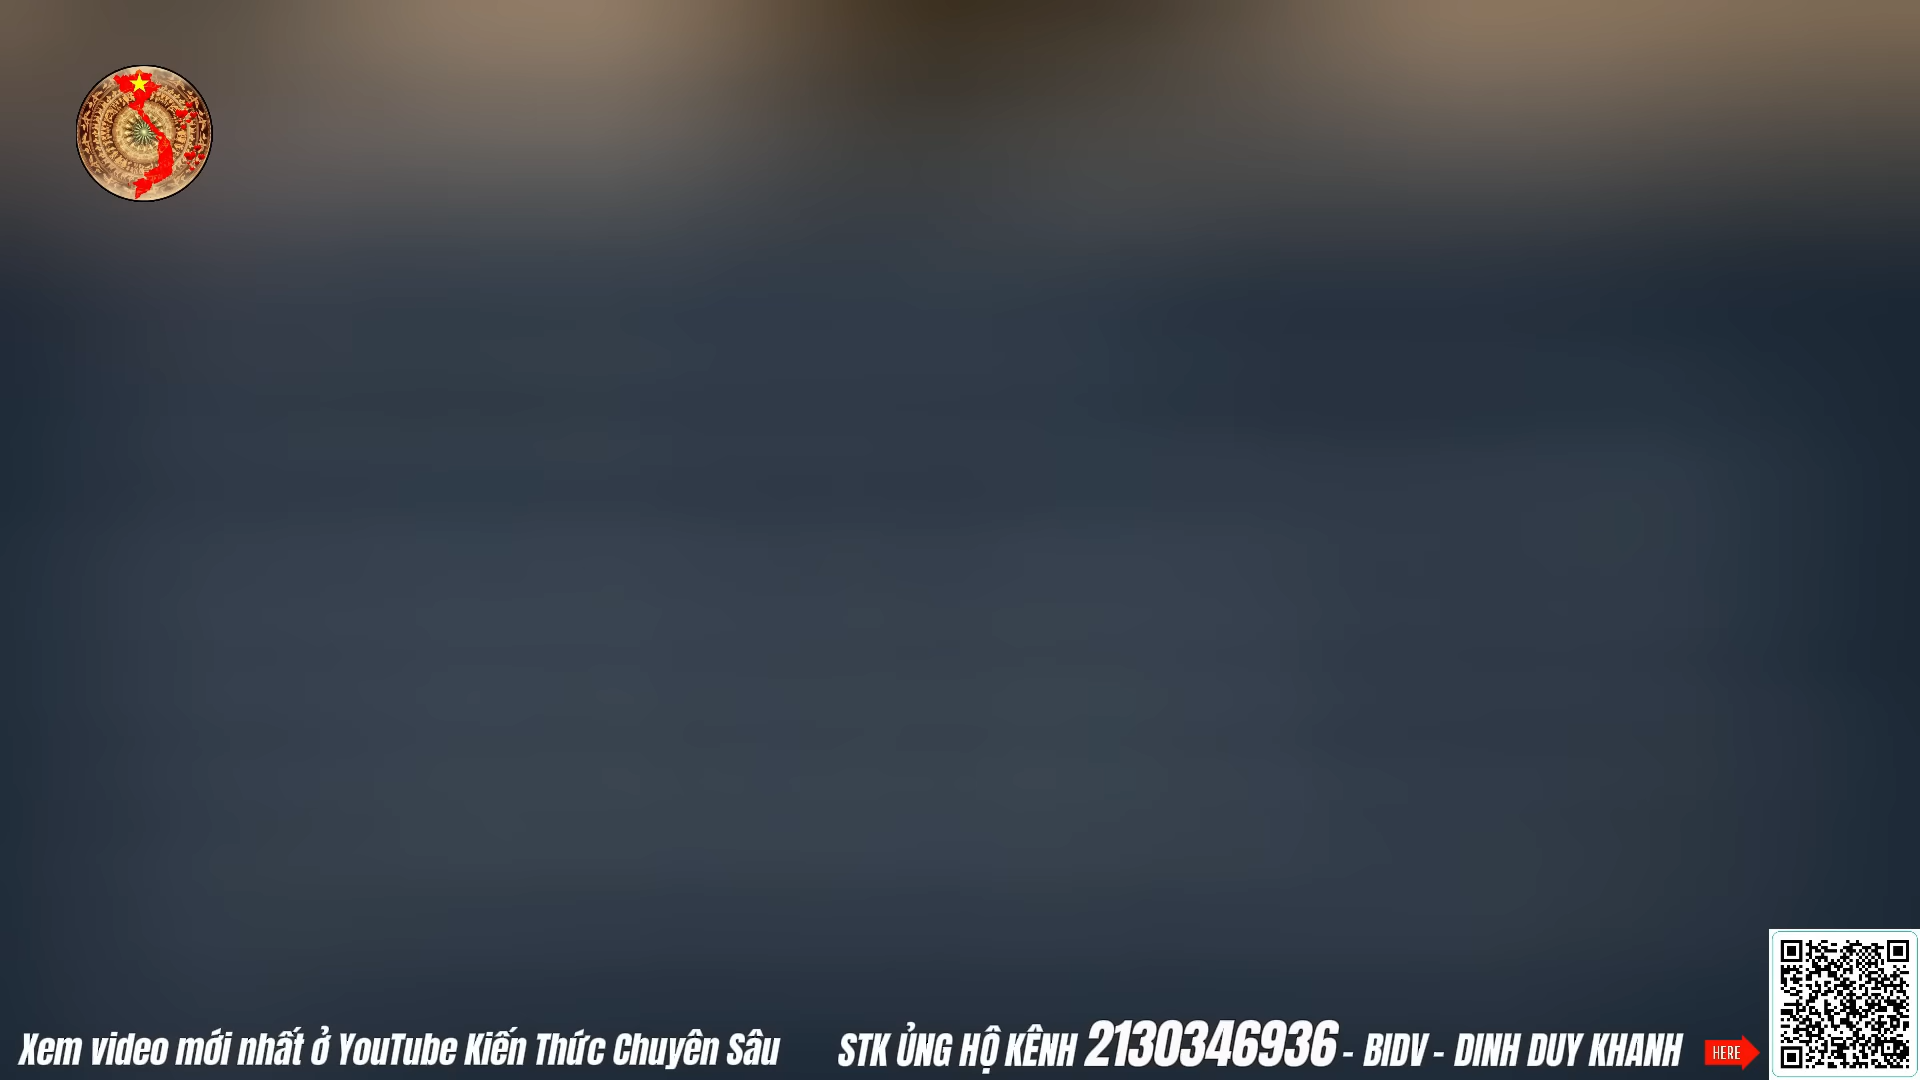 Xem video mới nhất ở YouTube Kiến Thức Chuyên Sâu
STK ỦNG HỘ KÊNH 2130346936 - BIDV - DINH DUY KHANH
HERE